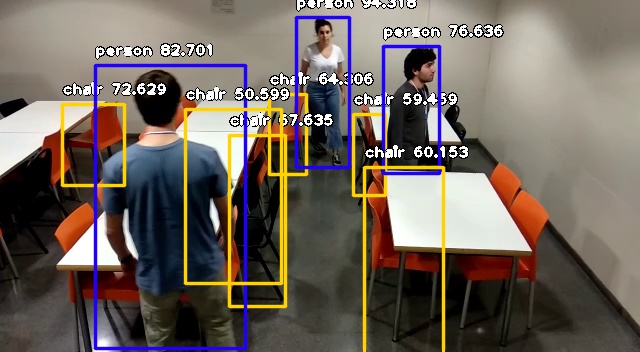 person 94.318
person 76.636
person 82.701
chair 64.306
chair 72.629
chair 50.599
chair 59.459
chair 57.635
chair 60.153